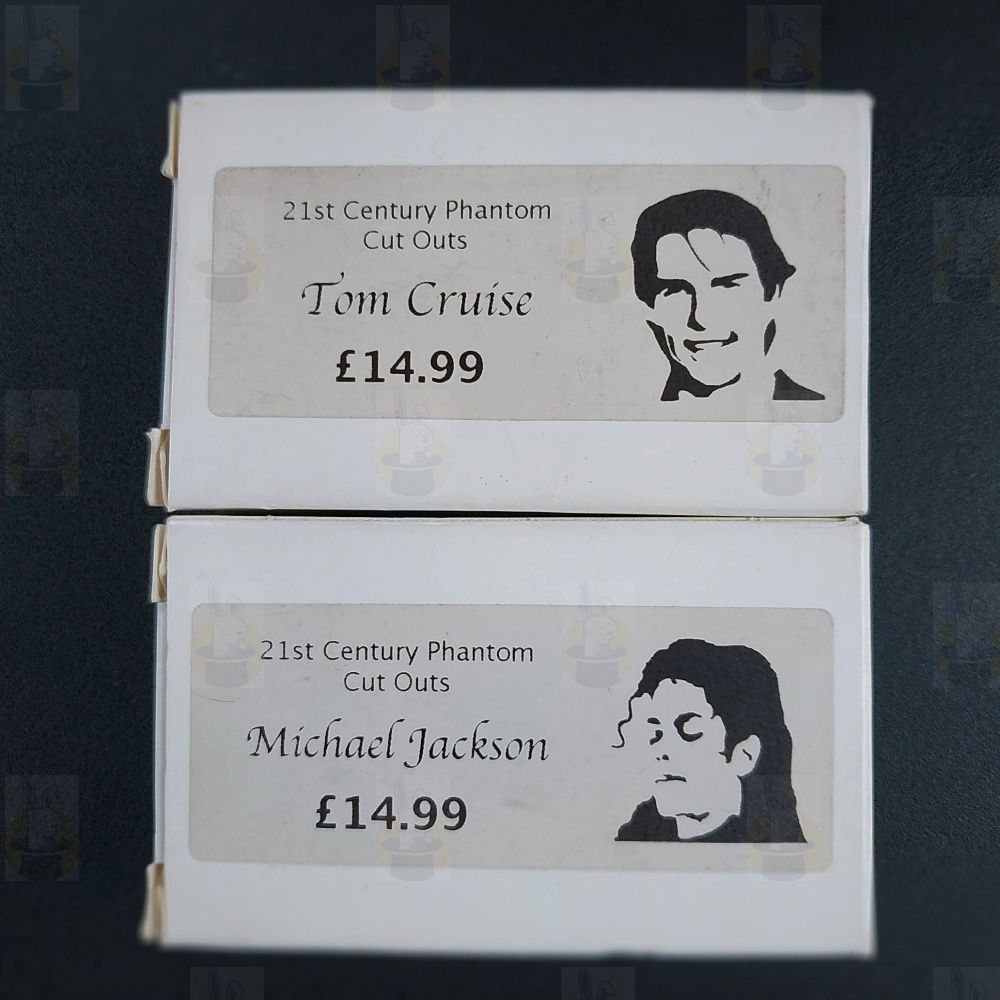 21st Century Phantom
Cut Outs
Tom Cruise
£14.99
21st Century Phantom
Cut Outs
Michael Jackson
£14.99